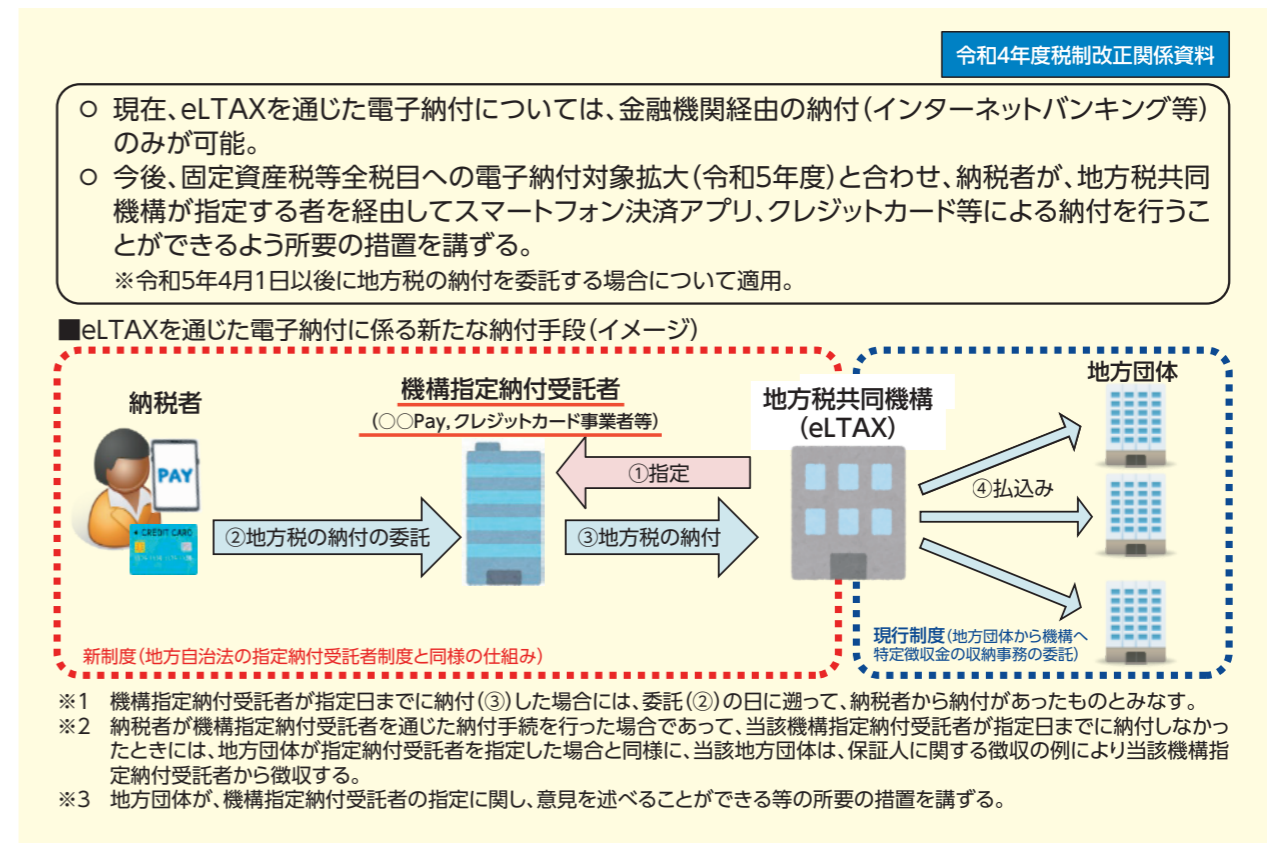 令和4年度税制改正関係資料
○ 現在、eLTAXを通じた電子納付については、金融機関経由の納付（インターネットバンキング等）
のみが可能。
○ 今後、固定資産税等全税目への電子納付対象拡大（令和5年度）と合わせ、納税者が、地方税共同
機構が指定する者を経由してスマートフォン決済アプリ、クレジットカード等による納付を行うこ
とができるよう所要の措置を講ずる。
※令和5年4月1日以後に地方税の納付を委託する場合について適用。
■eLTAXを通じた電子納付に係る新たな納付手段（イメージ）
納税者
PAY
CREDIT CARD
機構指定納付受託者
（○○Pay,クレジットカード事業者等）
地方税共同機構
（eLTAX）
地方団体
①指定
②地方税の納付の委託
③地方税の納付
④払込み
新制度（地方自治法の指定納付受託者制度と同様の仕組み）
現行制度（地方団体から機構へ
特定徴収金の収納事務の委託）
※1 機構指定納付受託者が指定日までに納付（③）した場合には、委託（②）の日に遡って、納税者から納付があったものとみなす。
※2 納税者が機構指定納付受託者を通じた納付手続を行った場合であって、当該機構指定納付受託者が指定日までに納付しなかっ
たときには、地方団体が指定納付受託者を指定した場合と同様に、当該地方団体は、保証人に関する徴収の例により当該機構指
定納付受託者から徴収する。
※3 地方団体が、機構指定納付受託者の指定に関し、意見を述べることができる等の所要の措置を講ずる。